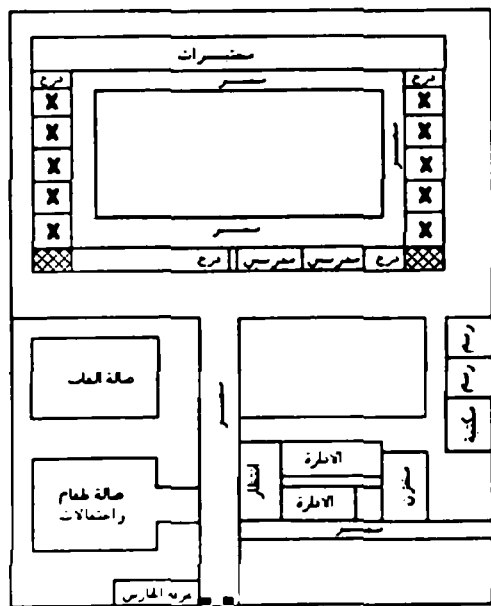 مختبرات
درج
درج
ممر
X
X
X
X
X
X
X
X
X
X
ممر
ممر
درج
مدرسين
مدرسين
درج
صالة العاب
ممر
رسم
رسم
مكتبة
الادارة
انتظار
مخزن
الادارة
صالة طعام
واحتفالات
ممر
غرفة الحارس